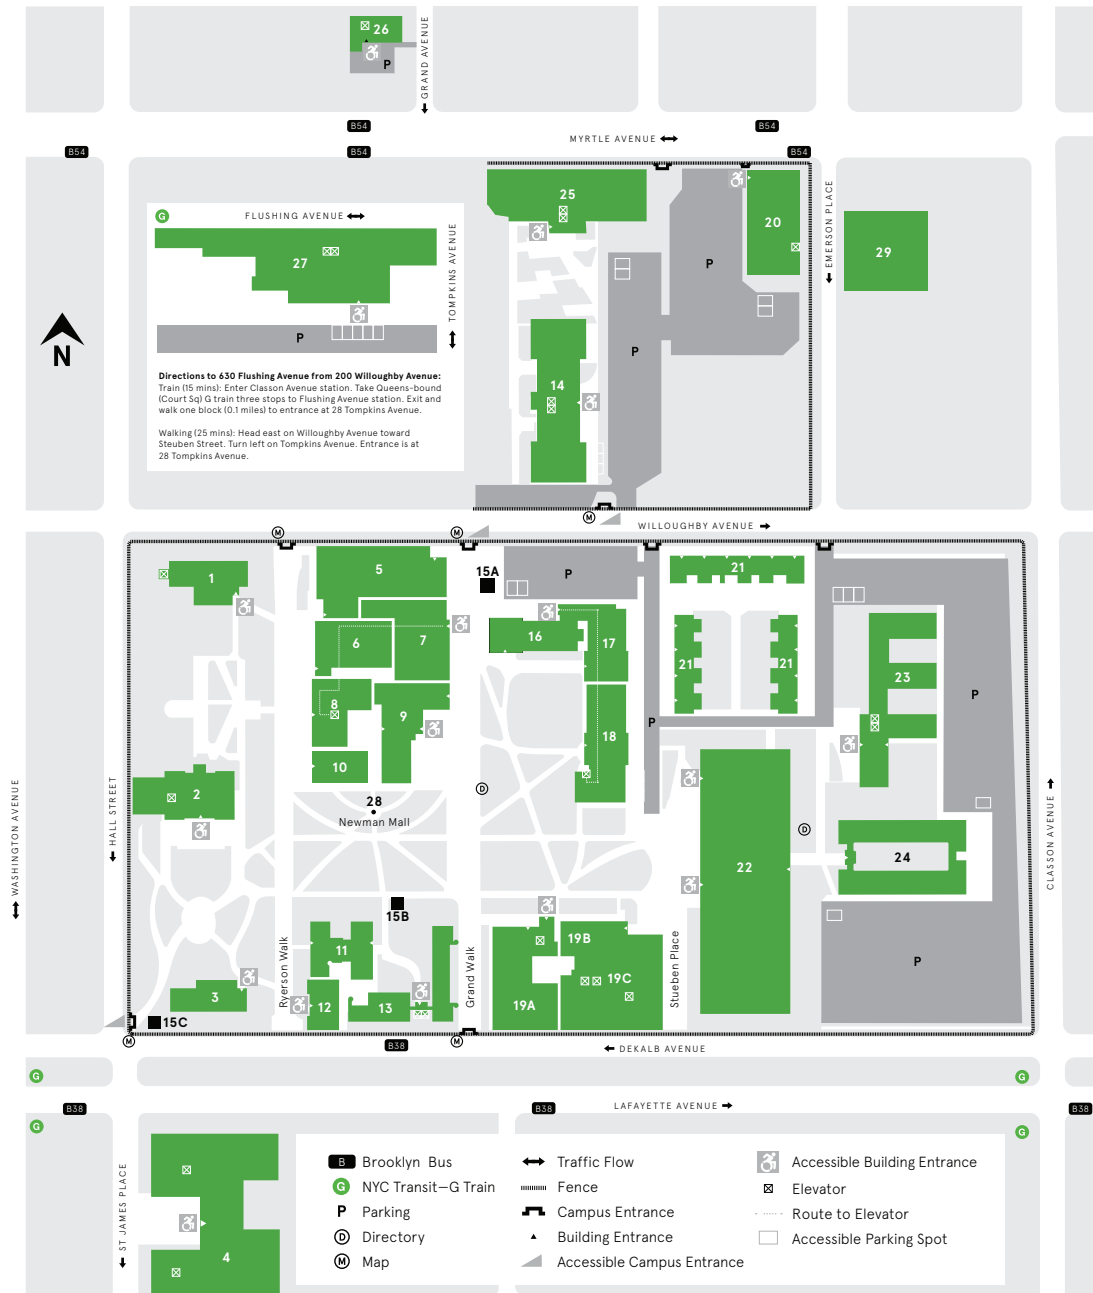 26
P
GRAND AVENUE
B54
B54
MYRTLE AVENUE
B54
B54
B54
G
FLUSHING AVENUE
27
TOMPKINS AVENUE
P
Directions to 630 Flushing Avenue from 200 Willoughby Avenue:
Train (15 mins): Enter Classon Avenue station. Take Queens-bound
(Court Sq) G train three stops to Flushing Avenue station. Exit and
walk one block (0.1 miles) to entrance at 28 Tompkins Avenue.
Walking (25 mins): Head east on Willoughby Avenue toward
Steuben Street. Turn left on Tompkins Avenue. Entrance is at
28 Tompkins Avenue.
N
25
20
P
P
14
EMERSON PLACE
29
M
M
M
WILLOUGHBY AVENUE
1
5
15A
P
21
6
7
16
17
21
21
23
P
8
9
18
P
10
2
D
28
Newman Mall
D
22
24
WASHINGTON AVENUE
HALL STREET
CLASSON AVENUE
15B
11
Ryerson Walk
Grand Walk
19B
19C
19A
Stueben Place
P
3
12
13
15C
M
B38
M
DEKALB AVENUE
G
G
B38
B38
LAFAYETTE AVENUE
B38
G
G
ST JAMES PLACE
4
B Brooklyn Bus
G NYC Transit—G Train
P Parking
D Directory
M Map
Traffic Flow
Fence
Campus Entrance
Building Entrance
Accessible Campus Entrance
Accessible Building Entrance
Elevator
Route to Elevator
Accessible Parking Spot